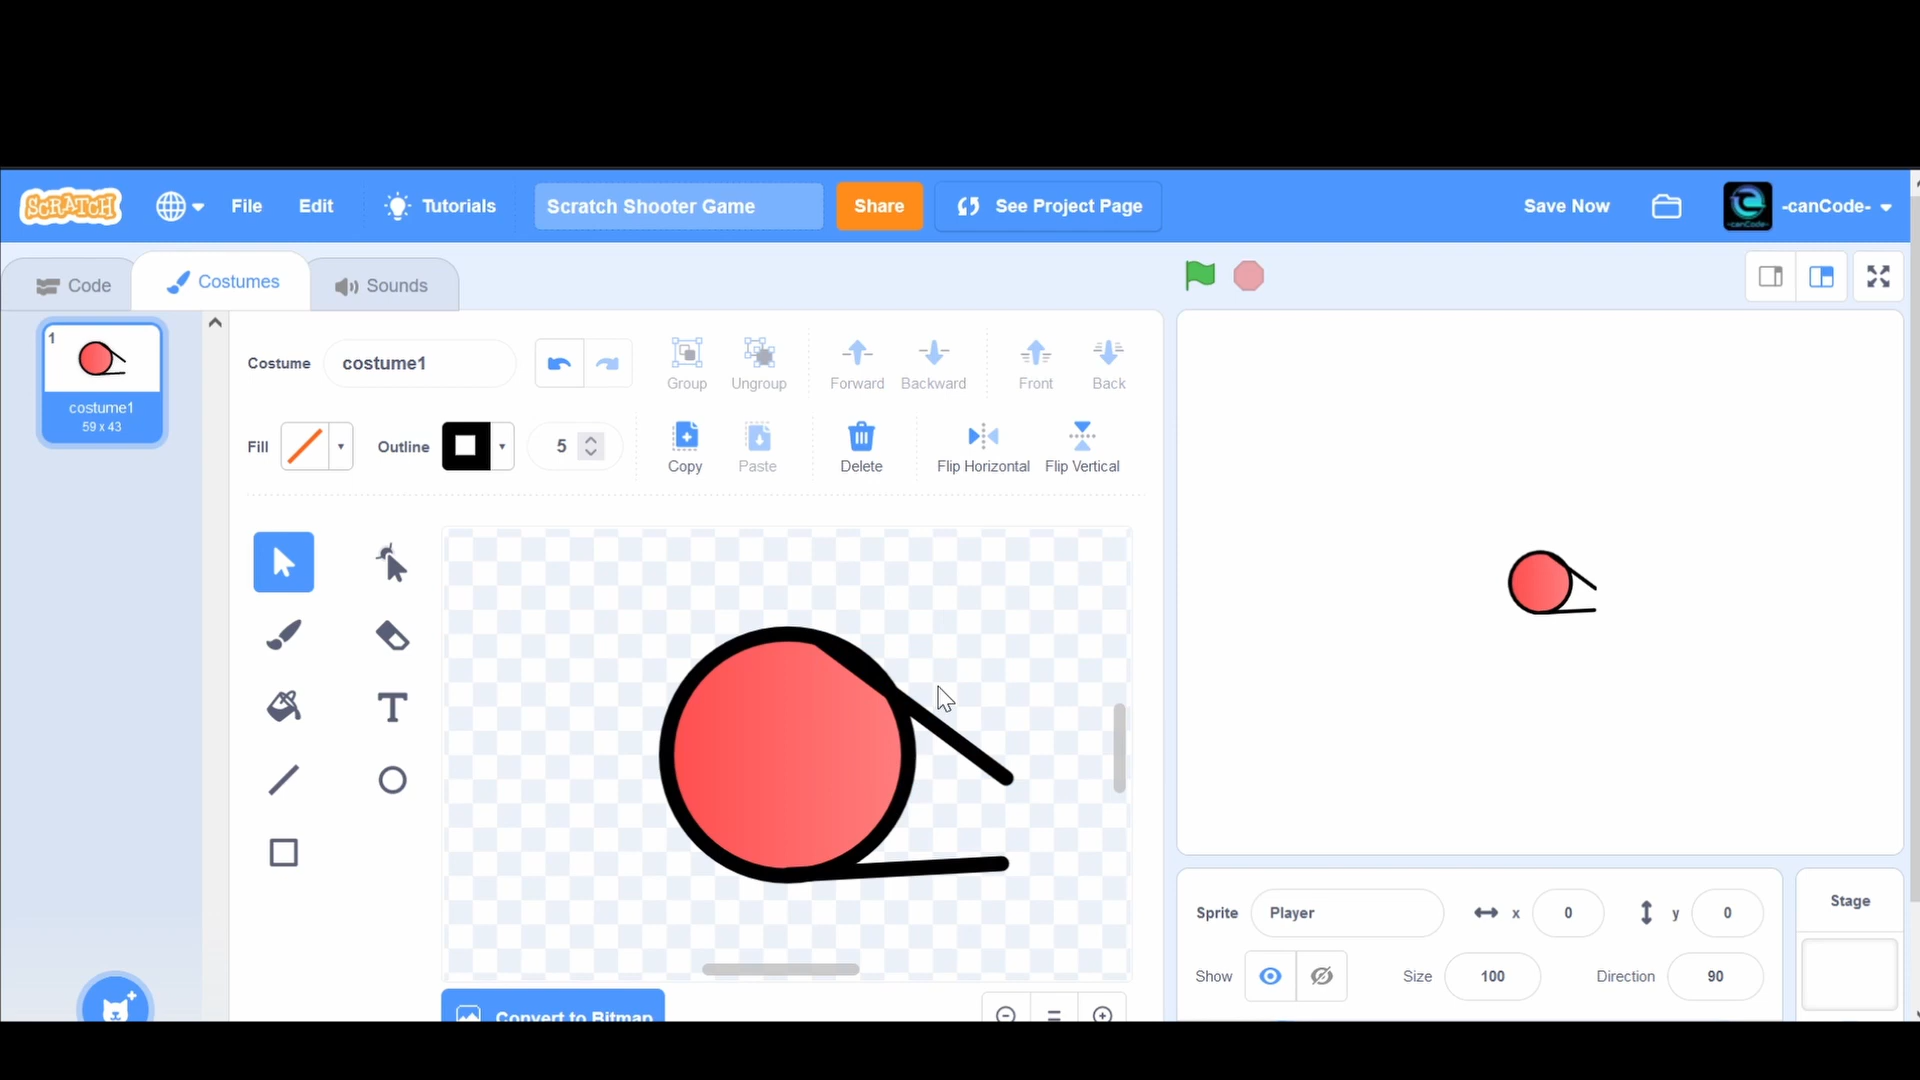 SCRATCH File Edit Tutorials Scratch Shooter Game Share See Project Page Save Now -canCode-
Code Costumes Sounds
1
costume1
59 x 43
Costume costume1
Group Ungroup Forward Backward Front Back
Fill Outline 5
Copy Paste Delete Flip Horizontal Flip Vertical
T
Convert to Bitmap
Sprite Player x 0 y 0
Show Size 100 Direction 90
Stage